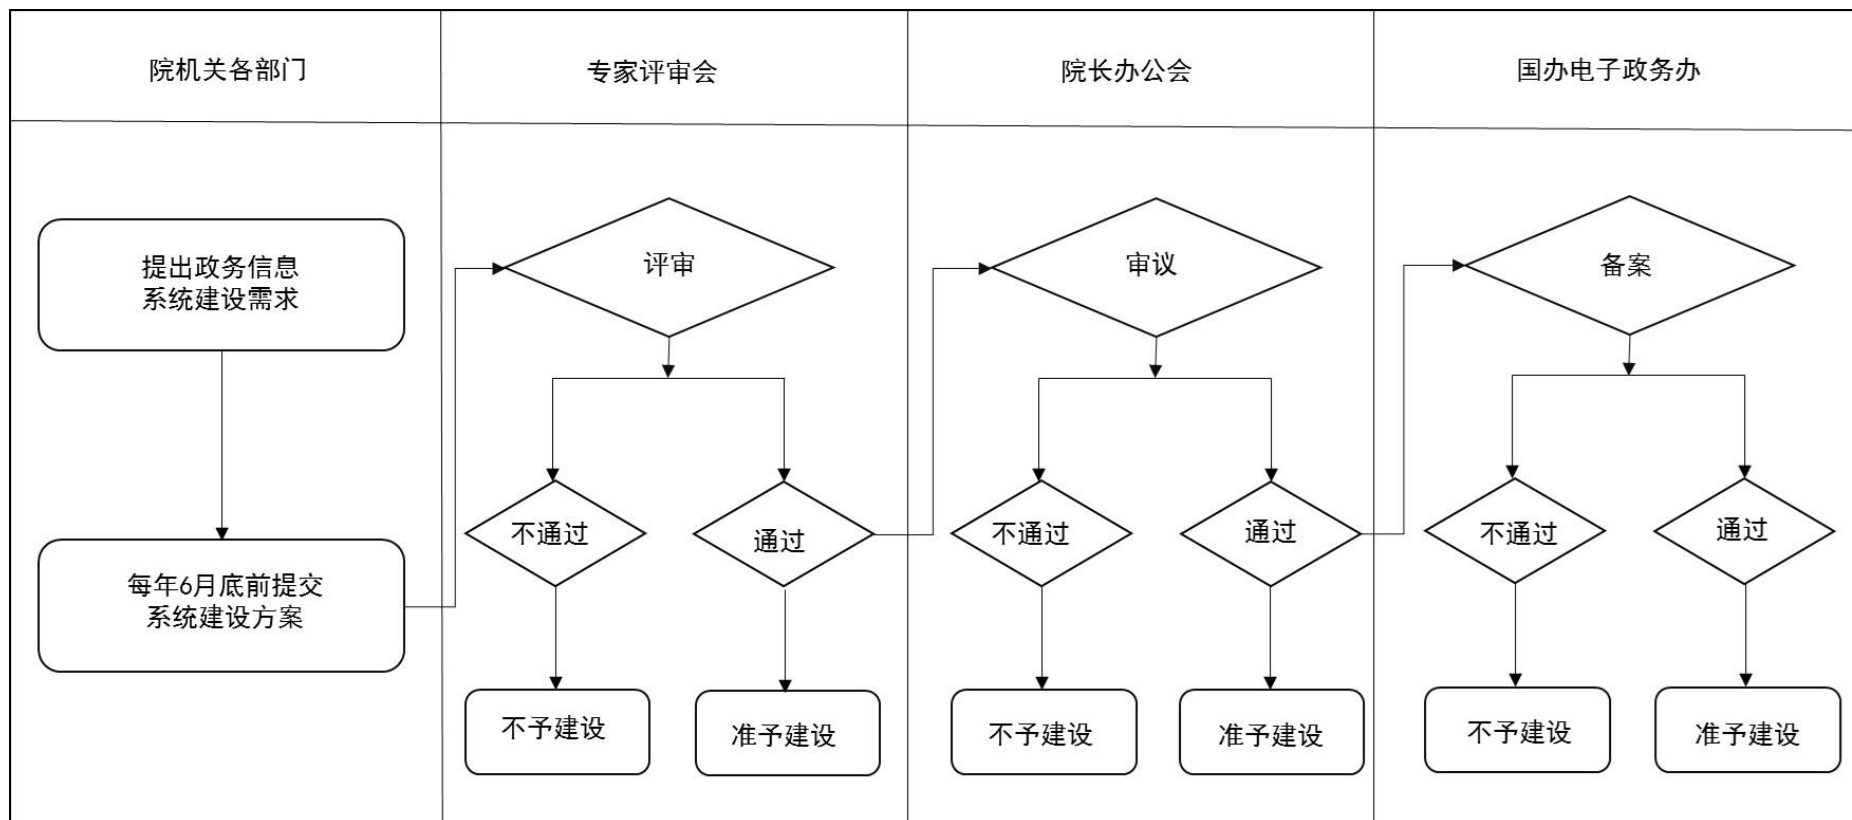 院机关各部门
专家评审会
院长办公会
国办电子政务办
提出政务信息
系统建设需求
每年6月底前提交
系统建设方案
评审
不通过
通过
不予建设
准予建设
审议
不通过
通过
不予建设
准予建设
备案
不通过
通过
不予建设
准予建设